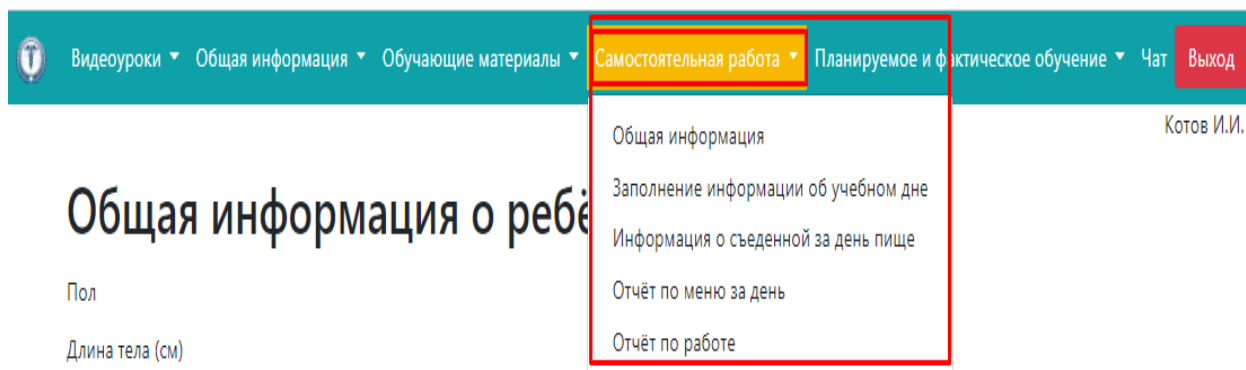 Видеоуроки Общая информация Обучающие материалы Самостоятельная работа Планируемое и фактическое обучение Чат Выход
Котов И.И.
Общая информация
Заполнение информации об учебном дне
Общая информация о ребё
Информация о съеденной за день пище
Пол
Отчёт по меню за день
Длина тела (см)
Отчёт по работе